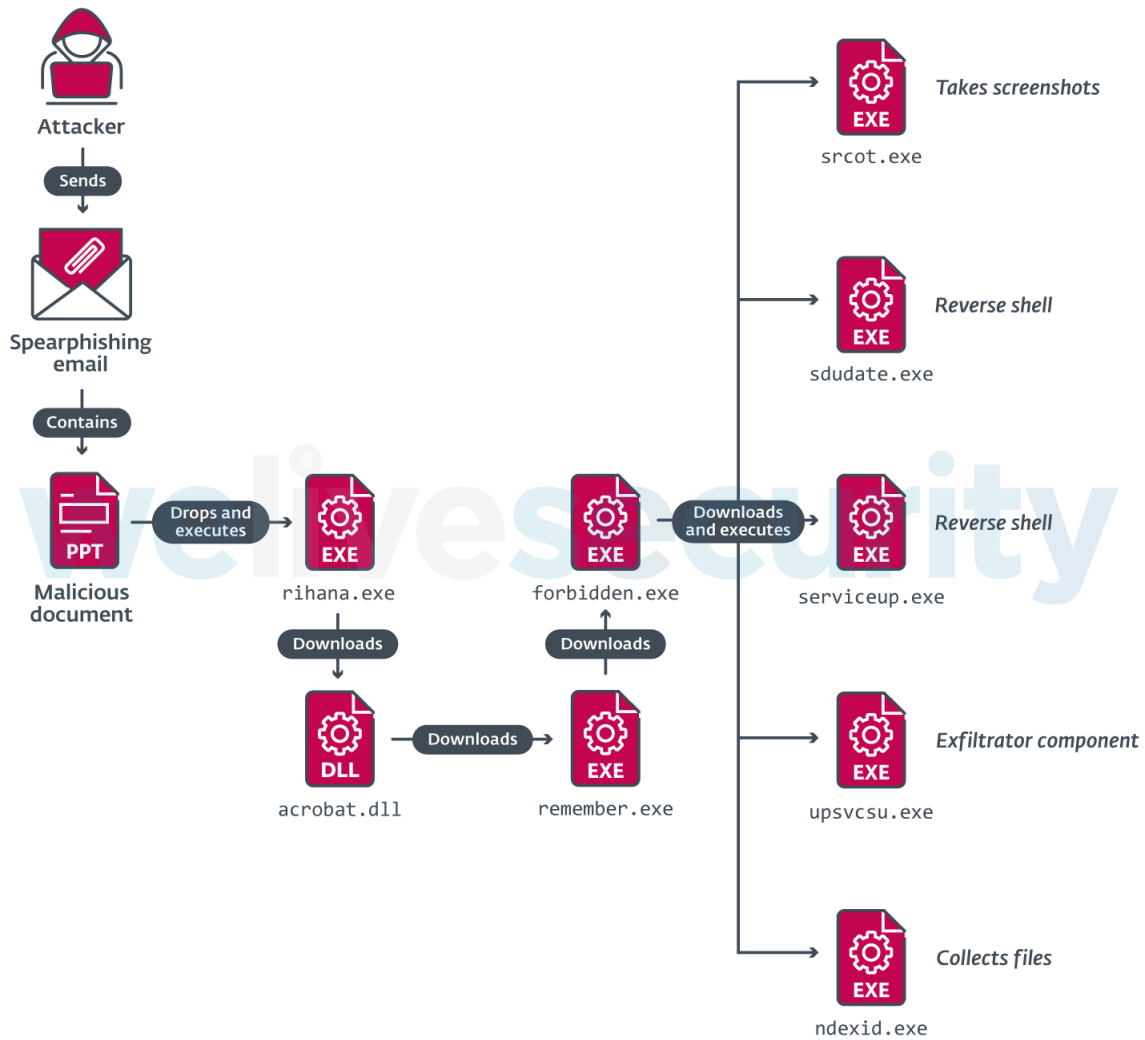 Attacker
Sends
Spearphishing
email
Contains
PPT
Malicious
document
Drops and
executes
EXE
rihana.exe
Downloads
DLL
acrobat.dll
Downloads
EXE
remember.exe
Downloads
EXE
forbidden.exe
Downloads
and executes
EXE
srcot.exe
Takes screenshots
EXE
sdudate.exe
Reverse shell
EXE
serviceup.exe
Reverse shell
EXE
upsvcsu.exe
Exfiltrator component
EXE
ndexid.exe
Collects files
welivesecurity